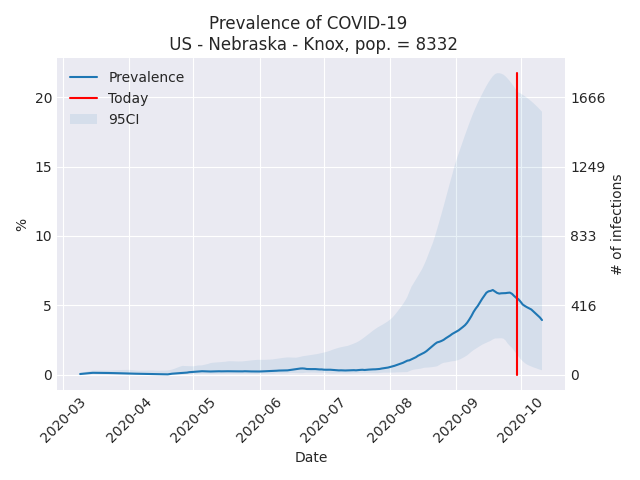 Prevalence of COVID-19
US - Nebraska - Knox, pop. = 8332
Prevalence
Today
95CI
%
20
15
10
5
0
1666
1249
833
416
0
# of infections
2020-03
2020-04
2020-05
2020-06
2020-07
2020-08
2020-09
2020-10
Date